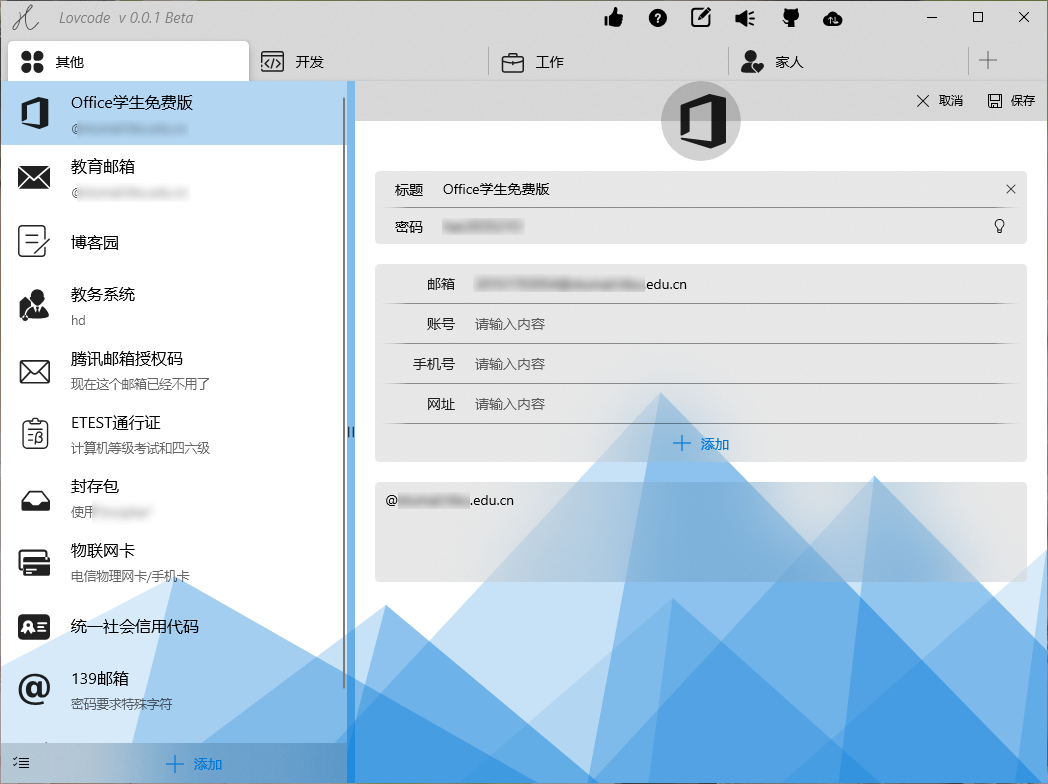 Lovcode v 0.0.1 Beta
其他
开发
工作
家人
Office学生免费版
@
教育邮箱
@
博客园
教务系统
hd
腾讯邮箱授权码
现在这个邮箱已经不用了
ETEST通行证
计算机等级考试和四六级
封存包
使用
物联网卡
电信物理网卡/手机卡
统一社会信用代码
139邮箱
密码要求特殊字符
添加
取消
保存
标题 Office学生免费版
密码
邮箱 .edu.cn
账号 请输入内容
手机号 请输入内容
网址 请输入内容
添加
@ .edu.cn